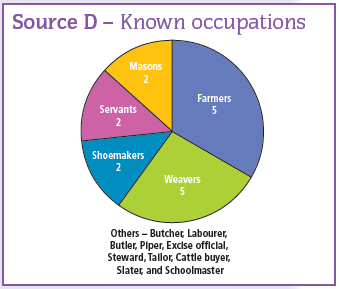 Source D – Known occupations
Masons
2
Farmers
5
Servants
2
Shoemakers
2
Weavers
5
Others – Butcher, Labourer,
Butler, Piper, Excise official,
Steward, Tailor, Cattle buyer,
Slater, and Schoolmaster